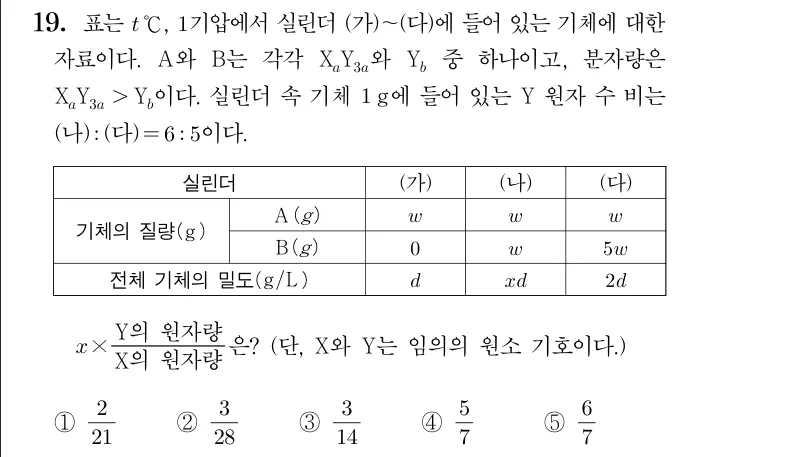 19. 표는 t℃, 1기압에서 실린더 (가)~(다)에 들어 있는 기체에 대한
자료이다. A와 B는 각각 XₐY₃ₐ와 Y_b 중 하나이고, 분자량은
XₐY₃ₐ > Y_b이다. 실린더 속 기체 1g에 들어 있는 Y 원자 수 비는
(나):(다)=6:5이다.
실린더 (가) (나) (다)
기체의 질량(g) A(g) w w w
B(g) 0 w 5w
전체 기체의 밀도(g/L) d xd 2d
x × Y의 원자량/X의 원자량 은? (단, X와 Y는 임의의 원소 기호이다.)
① 2/21 ② 3/28 ③ 3/14 ④ 5/7 ⑤ 6/7